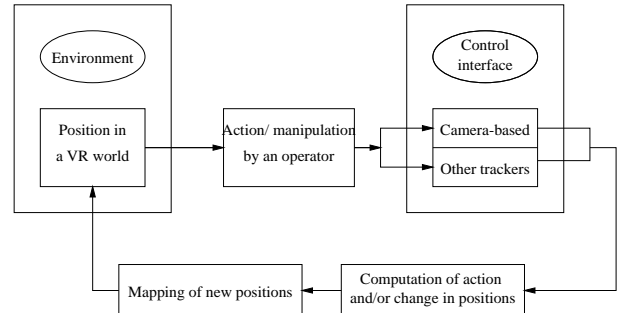 Environment
Position in
a VR world
Action/ manipulation
by an operator
Control
interface
Camera-based
Other trackers
Mapping of new positions
Computation of action
and/or change in positions